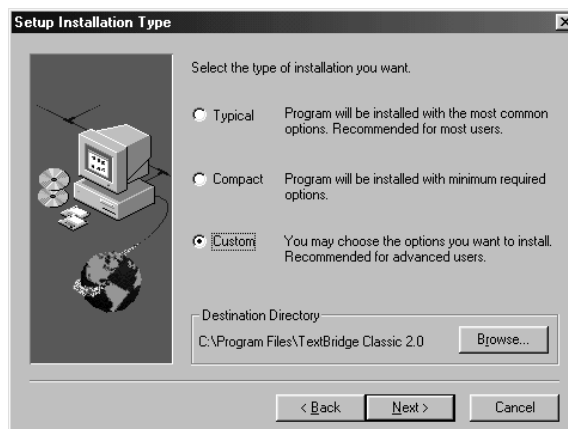 Setup Installation Type
Select the type of installation you want.
Typical
Program will be installed with the most common
options. Recommended for most users.
Compact
Program will be installed with minimum required
options.
Custom
You may choose the options you want to install.
Recommended for advanced users.
Destination Directory
C:\Program Files\TextBridge Classic 2.0
Browse...
< Back
Next >
Cancel